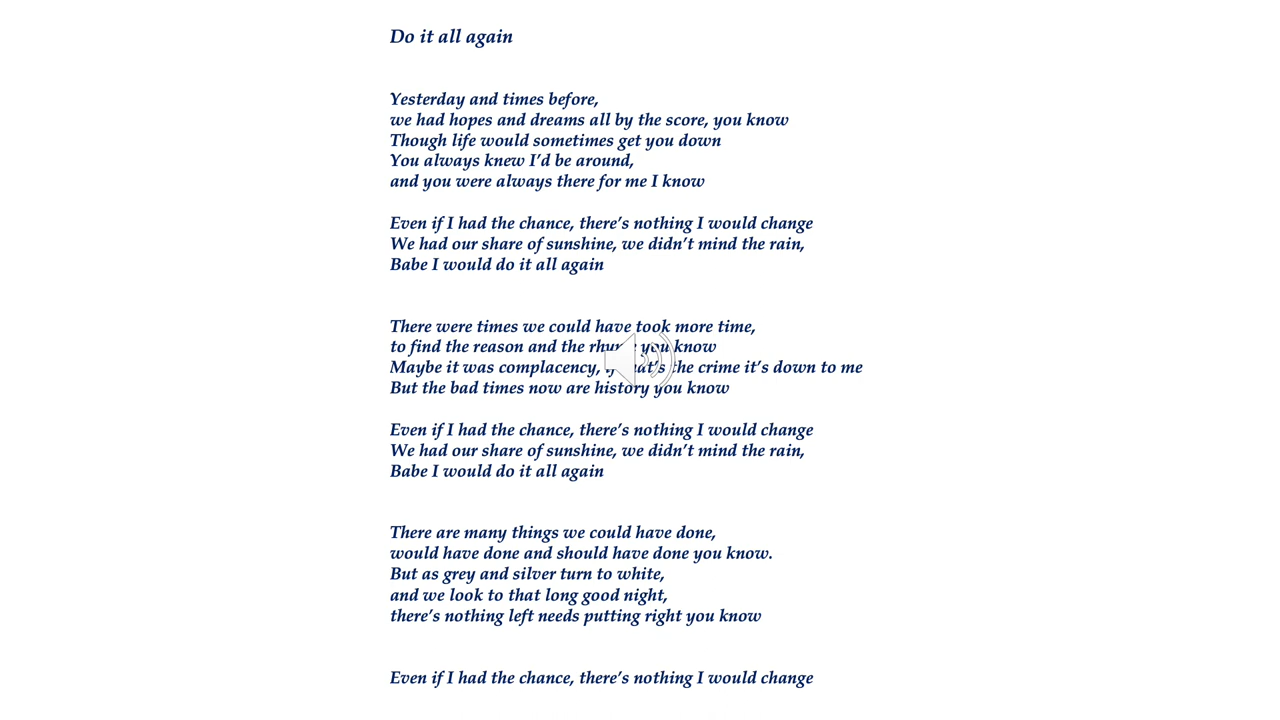 Do it all again
Yesterday and times before,
we had hopes and dreams all by the score, you know
Though life would sometimes get you down
You always knew I’d be around,
and you were always there for me I know
Even if I had the chance, there’s nothing I would change
We had our share of sunshine, we didn’t mind the rain,
Babe I would do it all again
There were times we could have took more time,
to find the reason and the rhyme you know
Maybe it was complacency, if that’s the crime it’s down to me
But the bad times now are history you know
Even if I had the chance, there’s nothing I would change
We had our share of sunshine, we didn’t mind the rain,
Babe I would do it all again
There are many things we could have done,
would have done and should have done you know.
But as grey and silver turn to white,
and we look to that long good night,
there’s nothing left needs putting right you know
Even if I had the chance, there’s nothing I would change